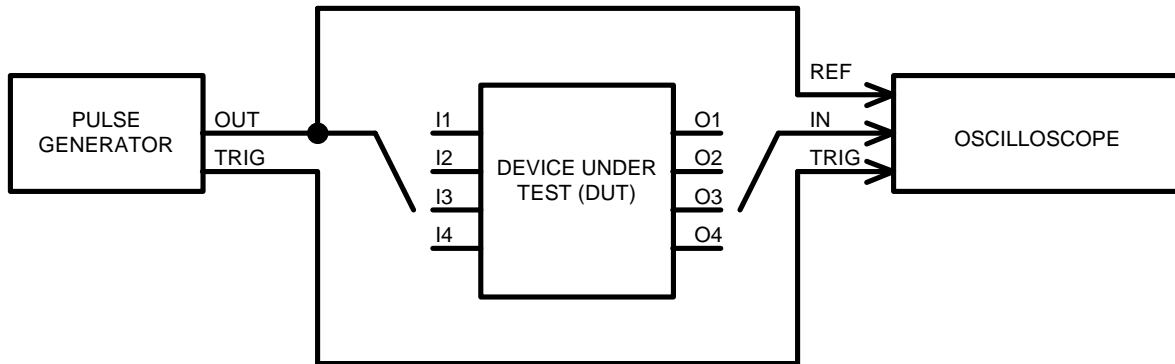 PULSE
GENERATOR
OUT
TRIG
I1
I2
I3
I4
DEVICE UNDER
TEST (DUT)
O1
O2
O3
O4
REF
IN
TRIG
OSCILLOSCOPE